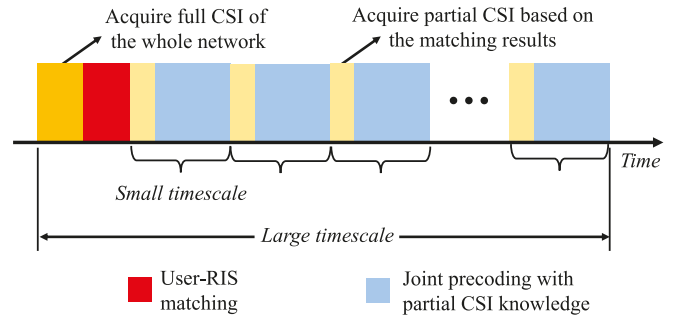 Acquire full CSI of
the whole network
Acquire partial CSI based on
the matching results
Time
Small timescale
Large timescale
User-RIS
matching
Joint precoding with
partial CSI knowledge